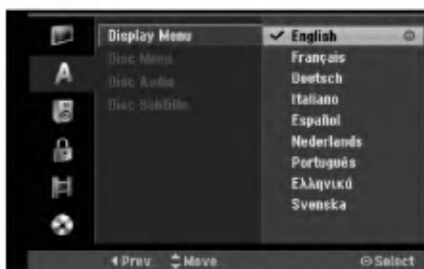 A
Display Menu
Disc Menu
Disc Audio
Disc Subtitle
✓ English
Français
Deutsch
Italiano
Español
Nederlands
Português
Ελληνικά
Svenska
Prev. Move Select